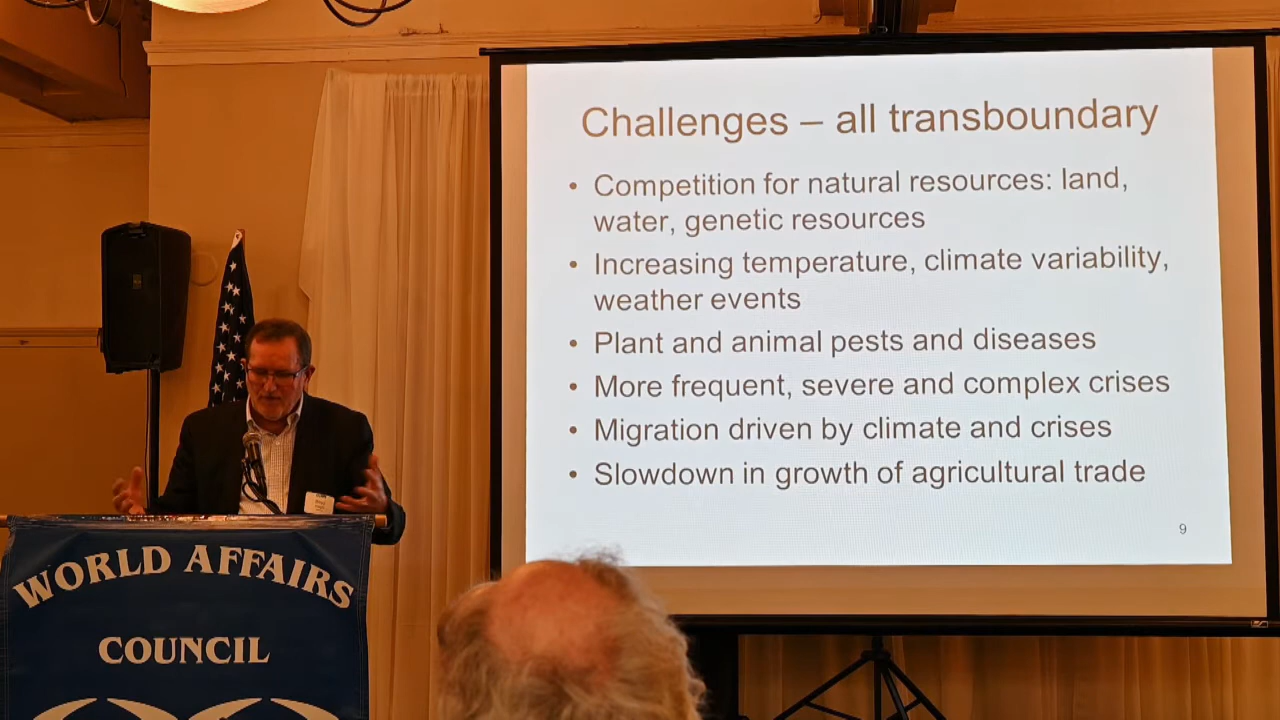 Challenges – all transboundary
• Competition for natural resources: land,
water, genetic resources
• Increasing temperature, climate variability,
weather events
• Plant and animal pests and diseases
• More frequent, severe and complex crises
• Migration driven by climate and crises
• Slowdown in growth of agricultural trade
9
WORLD AFFAIRS
COUNCIL